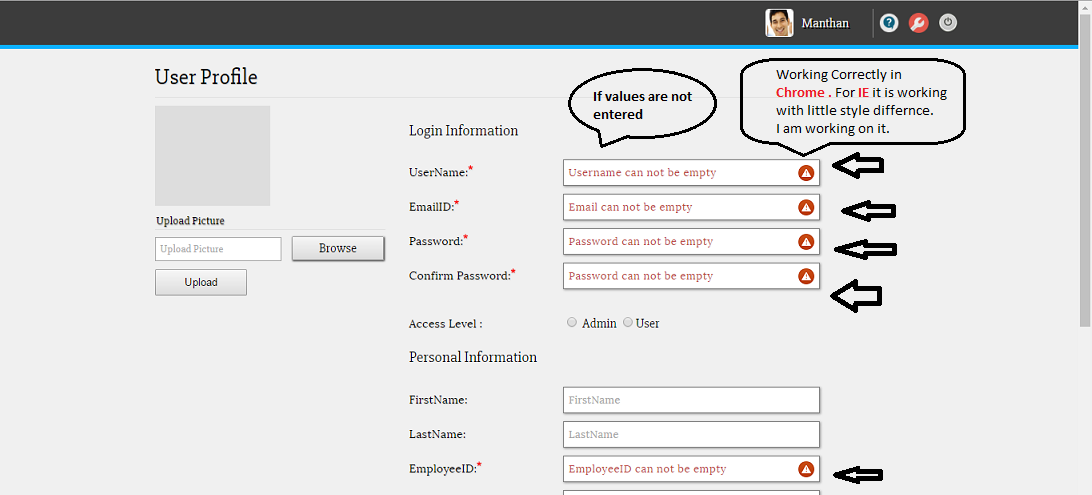 Manthan
User Profile
Working Correctly in
Chrome . For IE it is working
with little style differnce.
I am working on it.
If values are not
entered
Login Information
UserName:*
Username can not be empty
EmailID:*
Email can not be empty
Upload Picture
Password:*
Password can not be empty
Upload Picture
Browse
Confirm Password:*
Password can not be empty
Upload
Access Level :
Admin
User
Personal Information
FirstName:
FirstName
LastName:
LastName
EmployeeID:*
EmployeeID can not be empty